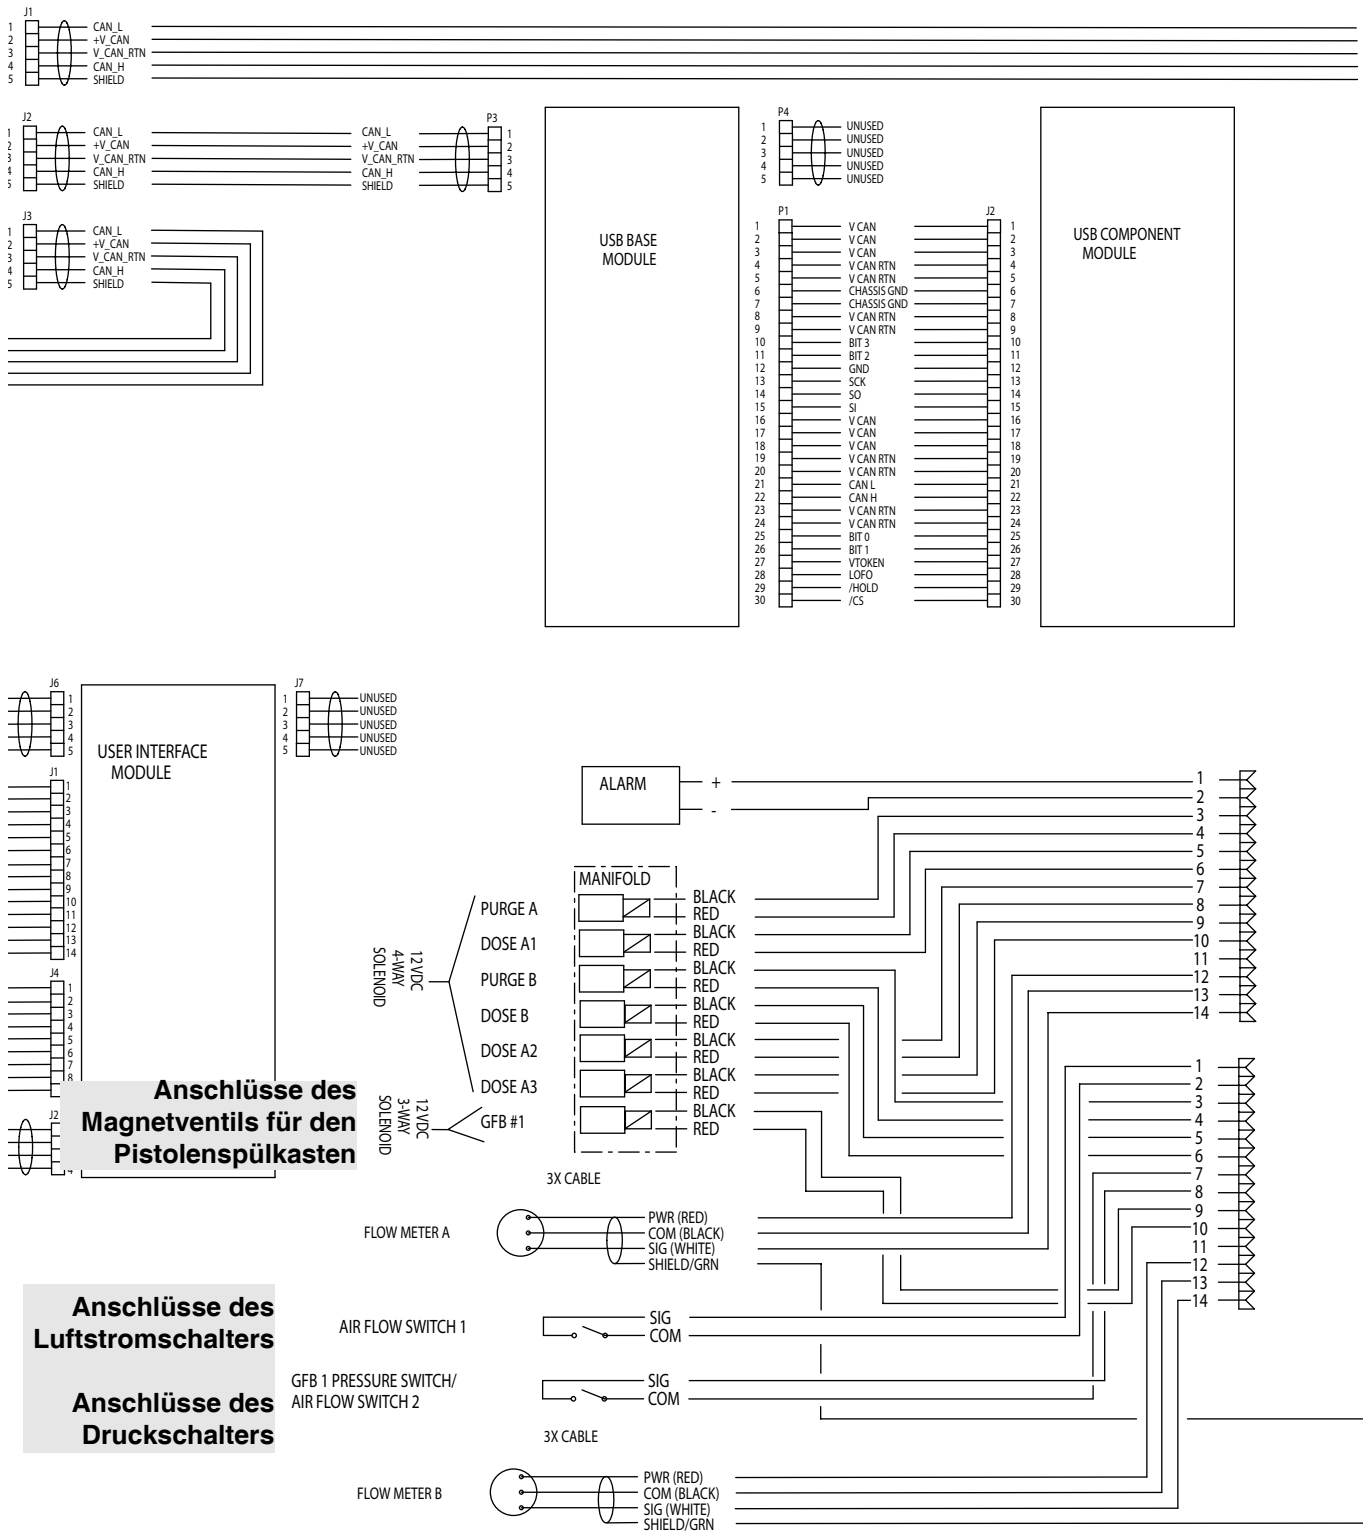 J1
1 CAN_L
2 +V_CAN
3 V_CAN_RTN
4 CAN_H
5 SHIELD
J2
1 CAN_L
2 +V_CAN
3 V_CAN_RTN
4 CAN_H
5 SHIELD
P3
CAN_L 1
+V_CAN 2
V_CAN_RTN 3
CAN_H 4
SHIELD 5
J3
1 CAN_L
2 +V_CAN
3 V_CAN_RTN
4 CAN_H
5 SHIELD
USB BASE
MODULE
P4
1 UNUSED
2 UNUSED
3 UNUSED
4 UNUSED
5 UNUSED
P1 J2
1 V CAN 1
2 V CAN 2
3 V CAN 3
4 V CAN RTN 4
5 V CAN RTN 5
6 CHASSIS GND 6
7 CHASSIS GND 7
8 V CAN RTN 8
9 V CAN RTN 9
10 BIT 3 10
11 BIT 2 11
12 GND 12
13 SCK 13
14 SO 14
15 SI 15
16 V CAN 16
17 V CAN 17
18 V CAN 18
19 V CAN RTN 19
20 V CAN RTN 20
21 CAN L 21
22 CAN H 22
23 V CAN RTN 23
24 V CAN RTN 24
25 BIT 0 25
26 BIT 1 26
27 VTOKEN 27
28 LOFO 28
29 /HOLD 29
30 /CS 30
USB COMPONENT
MODULE
J6
1
2
3
4
5
USER INTERFACE
MODULE
J7
1 UNUSED
2 UNUSED
3 UNUSED
4 UNUSED
5 UNUSED
J1
1
2
3
4
5
6
7
8
9
10
11
12
13
14
J4
1
2
3
4
5
6
7
8
J2
4
Anschlüsse des
Magnetventils für den
Pistolenspülkasten
ALARM
+
-
MANIFOLD
12 VDC
4-WAY
SOLENOID
PURGE A BLACK
RED
DOSE A1 BLACK
RED
PURGE B BLACK
RED
DOSE B BLACK
RED
DOSE A2 BLACK
RED
DOSE A3 BLACK
RED
12 VDC
3-WAY
SOLENOID
GFB #1 BLACK
RED
1
2
3
4
5
6
7
8
9
10
11
12
13
14
1
2
3
4
5
6
7
8
9
10
11
12
13
14
3X CABLE
FLOW METER A
PWR (RED)
COM (BLACK)
SIG (WHITE)
SHIELD/GRN
Anschlüsse des
Luftstromschalters
AIR FLOW SWITCH 1
SIG
COM
Anschlüsse des
Druckschalters
GFB 1 PRESSURE SWITCH/
AIR FLOW SWITCH 2
SIG
COM
3X CABLE
FLOW METER B
PWR (RED)
COM (BLACK)
SIG (WHITE)
SHIELD/GRN